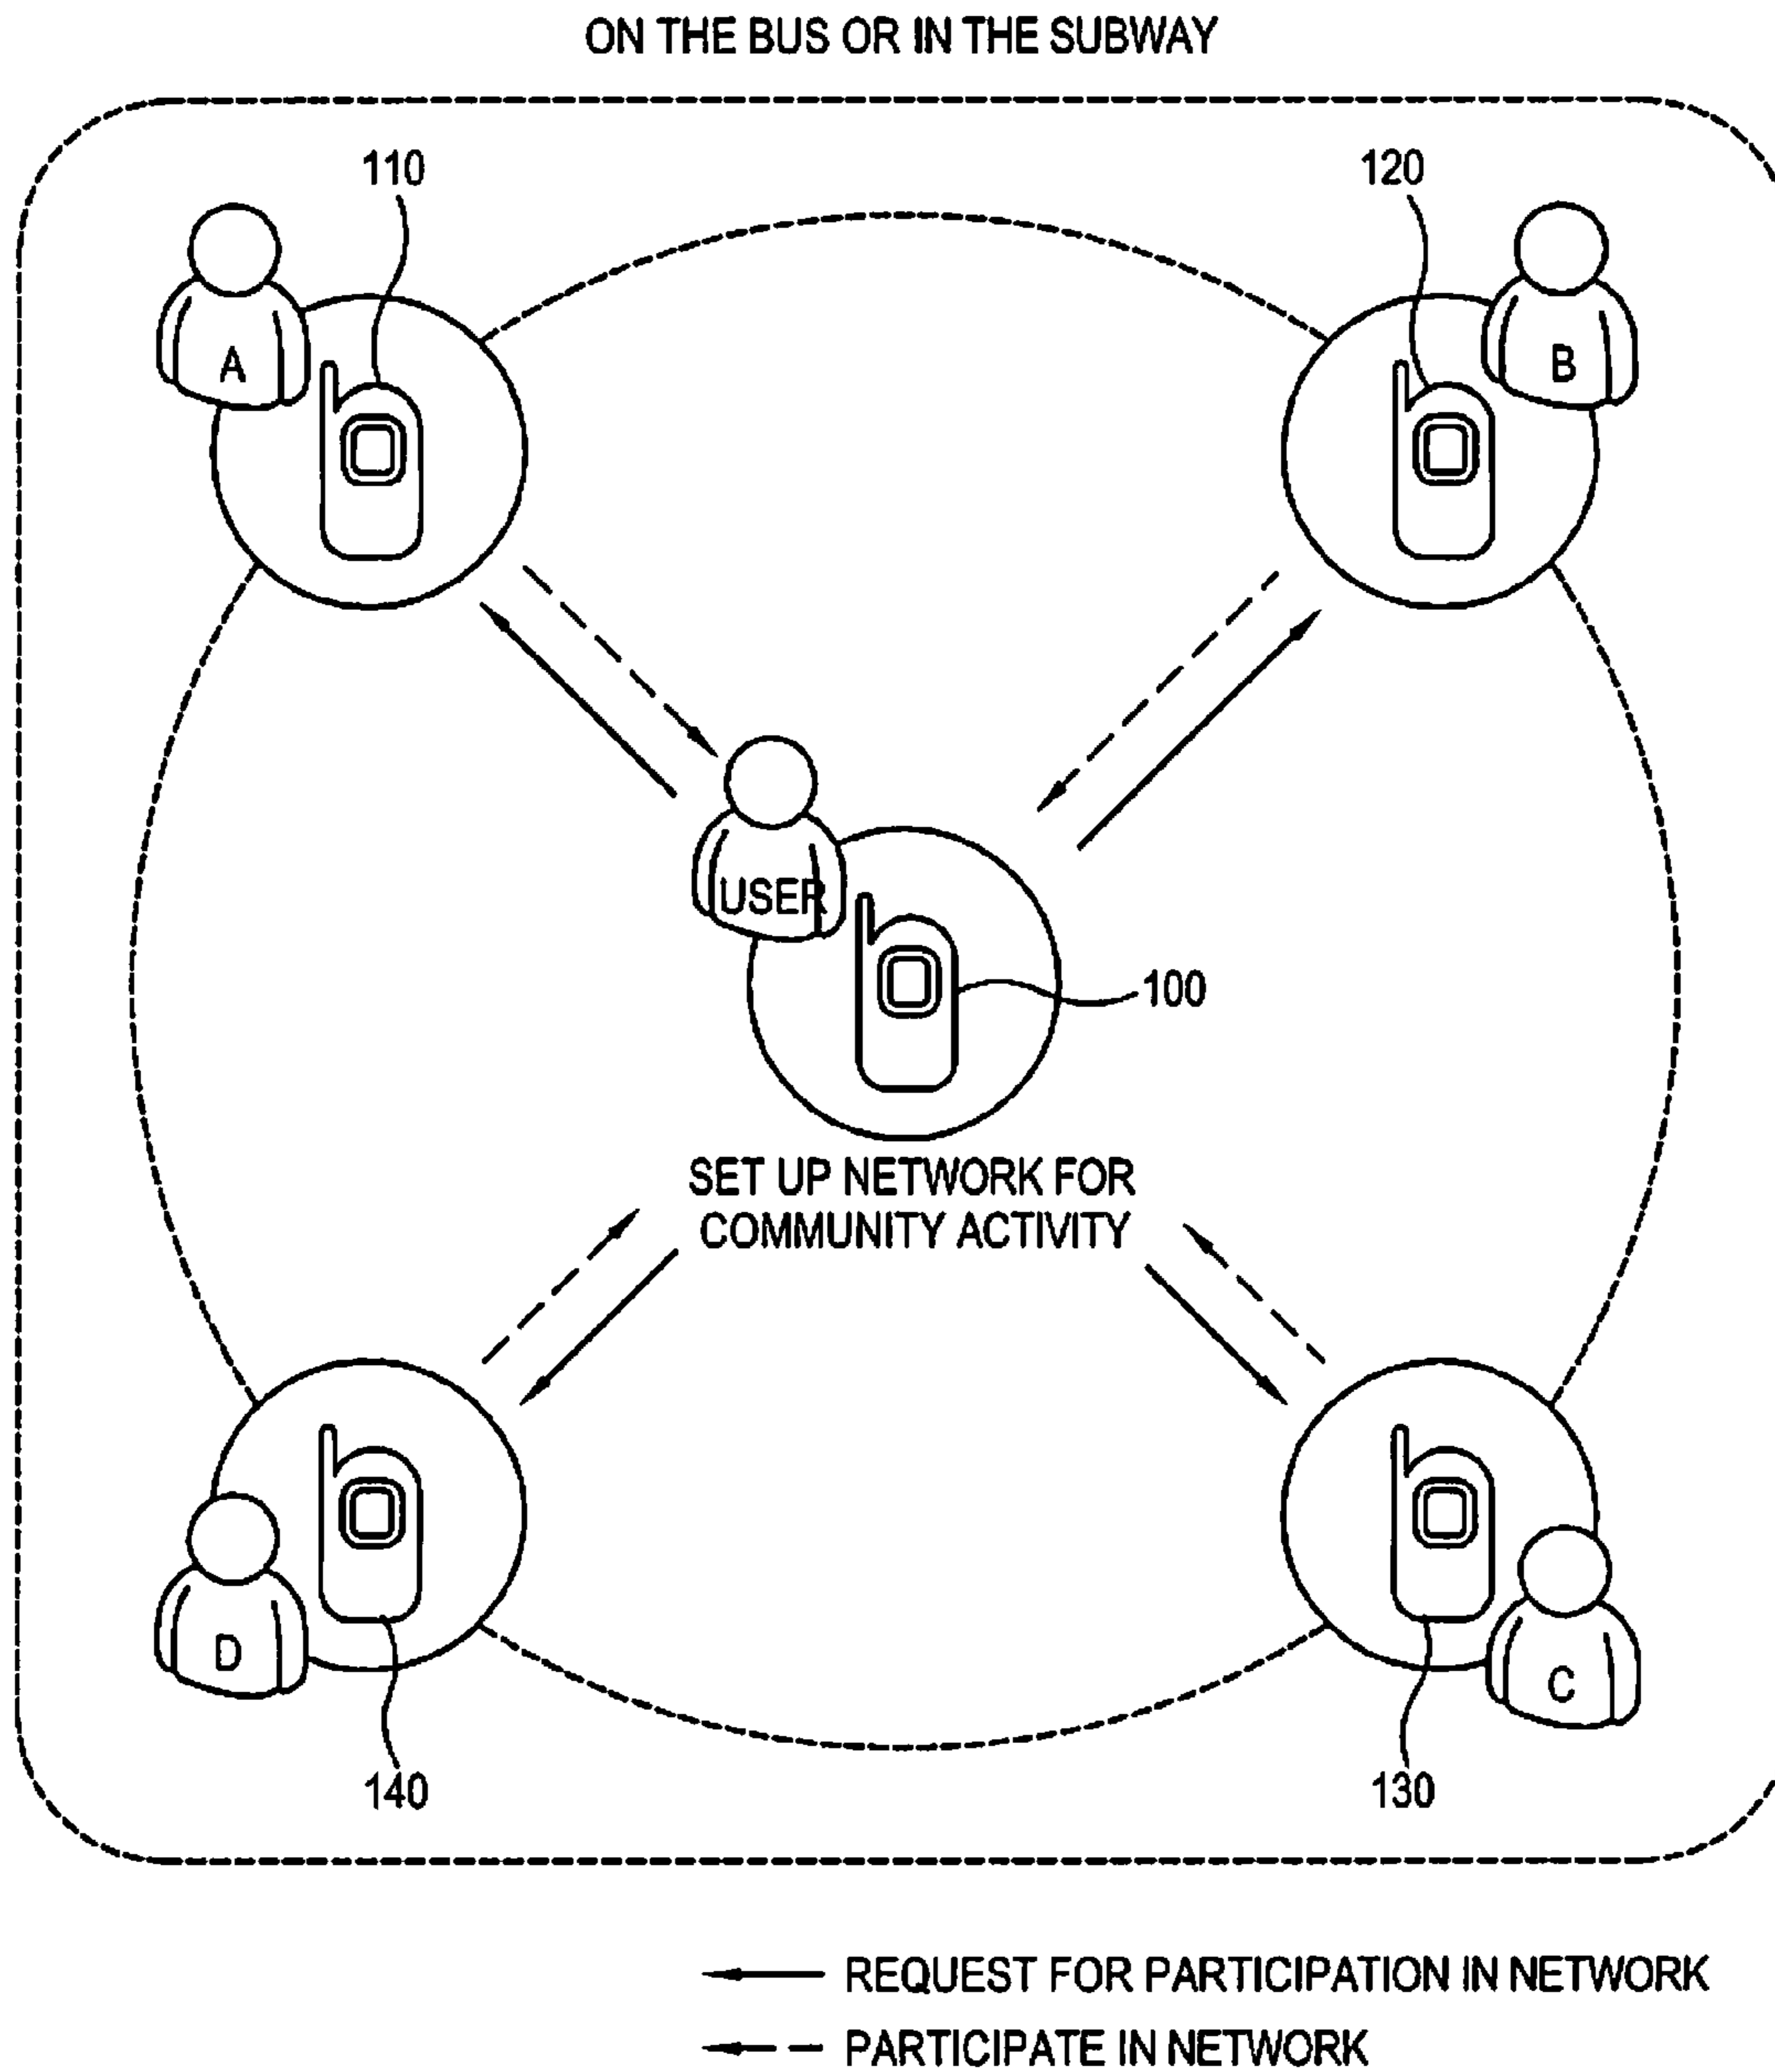 ON THE BUS OR IN THE SUBWAY
110
120
A
B
USER
100
SET UP NETWORK FOR
COMMUNITY ACTIVITY
D
C
140
130
REQUEST FOR PARTICIPATION IN NETWORK
PARTICIPATE IN NETWORK